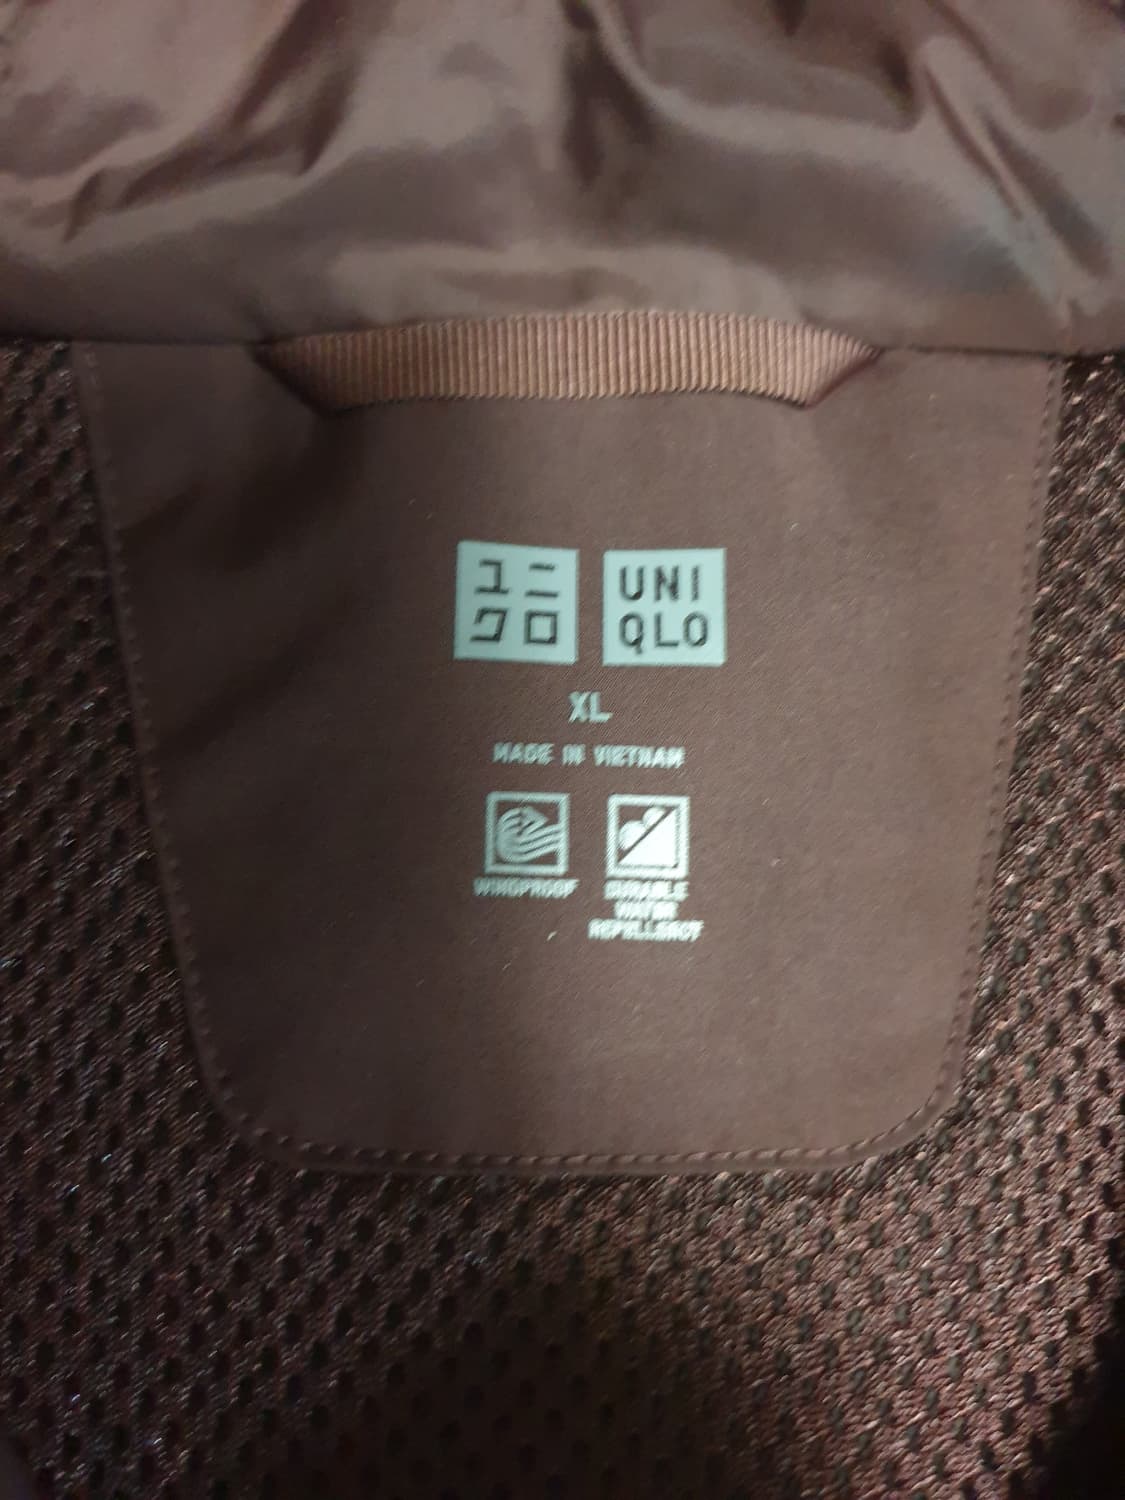 ユニ
クロ
UNI
QLO
XL
MADE IN VIETNAM
WINDPROOF
DURABLE
WATER
REPELLENCY